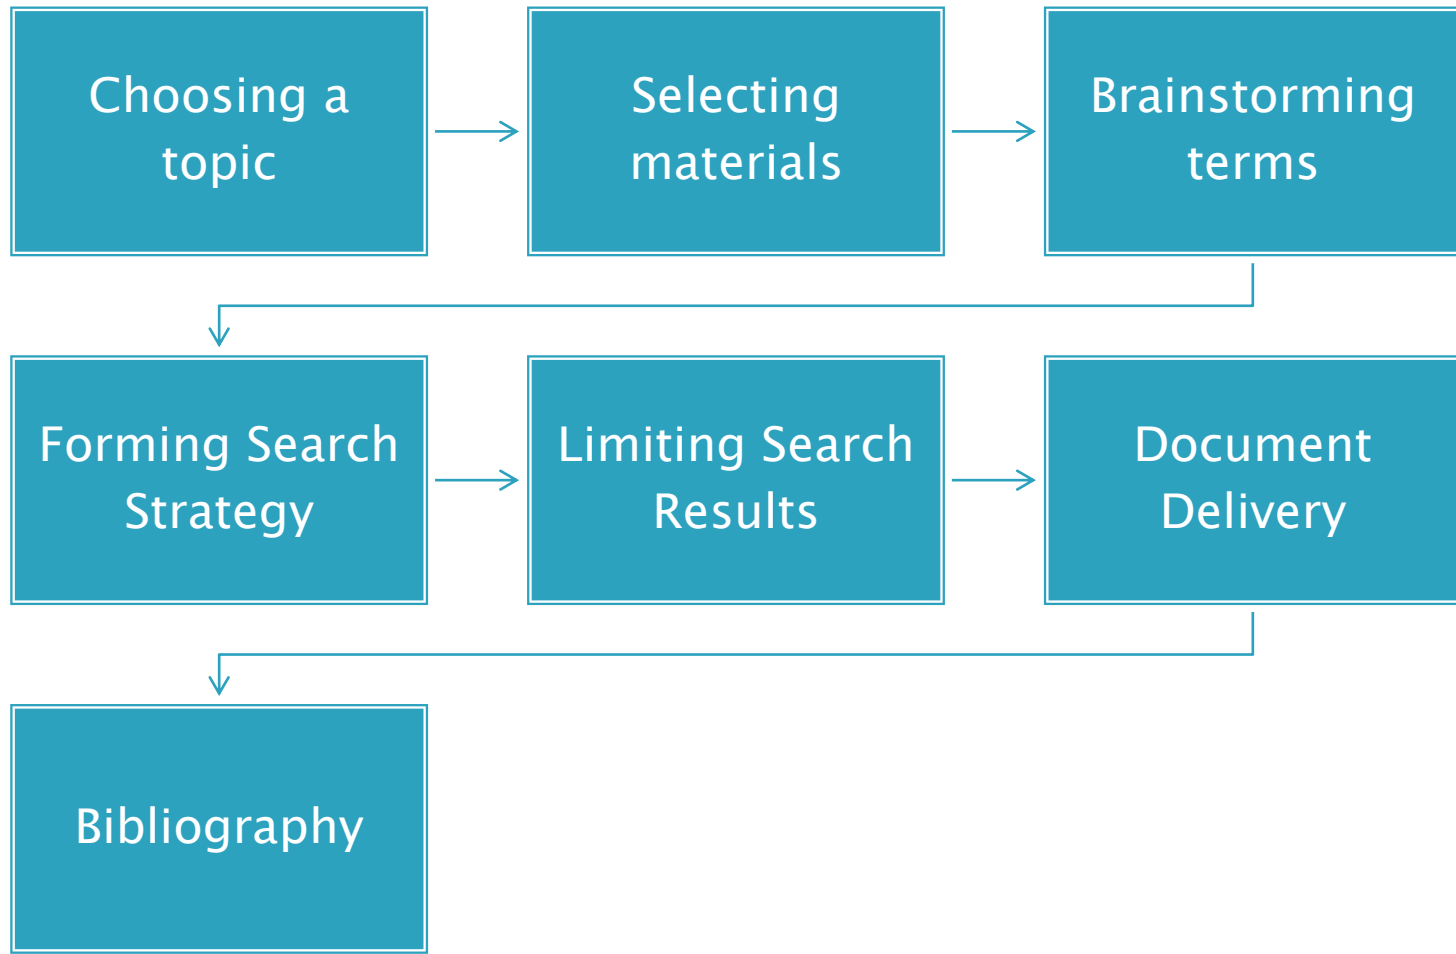 Choosing a
topic
Selecting
materials
Brainstorming
terms
Forming Search
Strategy
Limiting Search
Results
Document
Delivery
Bibliography